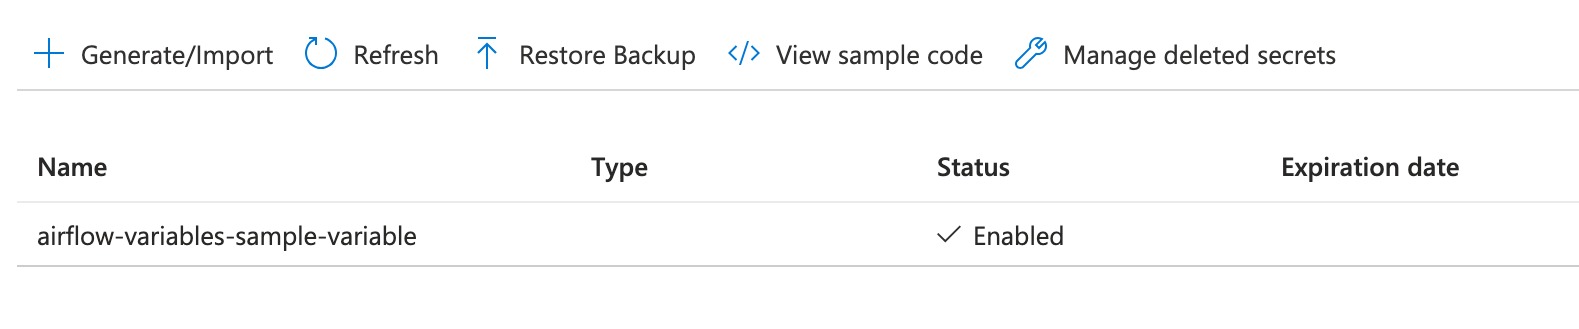 Generate/Import Refresh Restore Backup </> View sample code Manage deleted secrets
Name Type Status Expiration date
airflow-variables-sample-variable Enabled